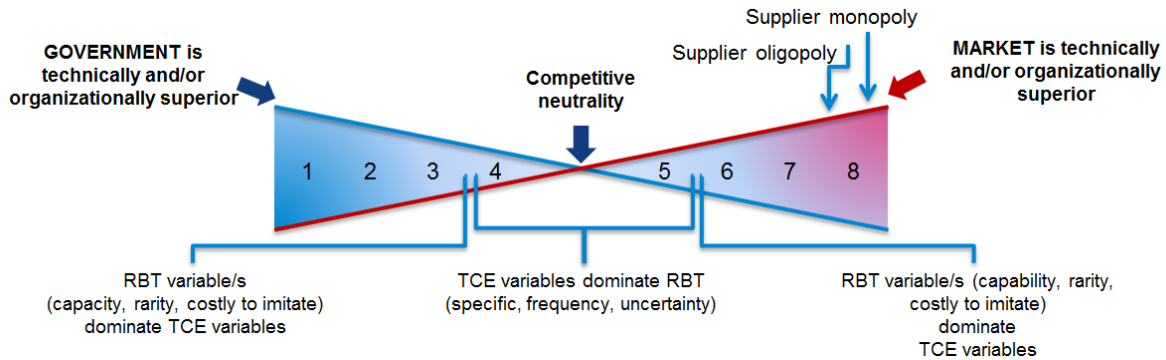 Supplier monopoly
Supplier oligopoly
GOVERNMENT is
technically and/or
organizationally superior
Competitive
neutrality
MARKET is technically
and/or organizationally
superior
1 2 3 4 5 6 7 8
RBT variable/s
(capacity, rarity, costly to imitate)
dominate TCE variables
TCE variables dominate RBT
(specific, frequency, uncertainty)
RBT variable/s (capability, rarity,
costly to imitate)
dominate
TCE variables